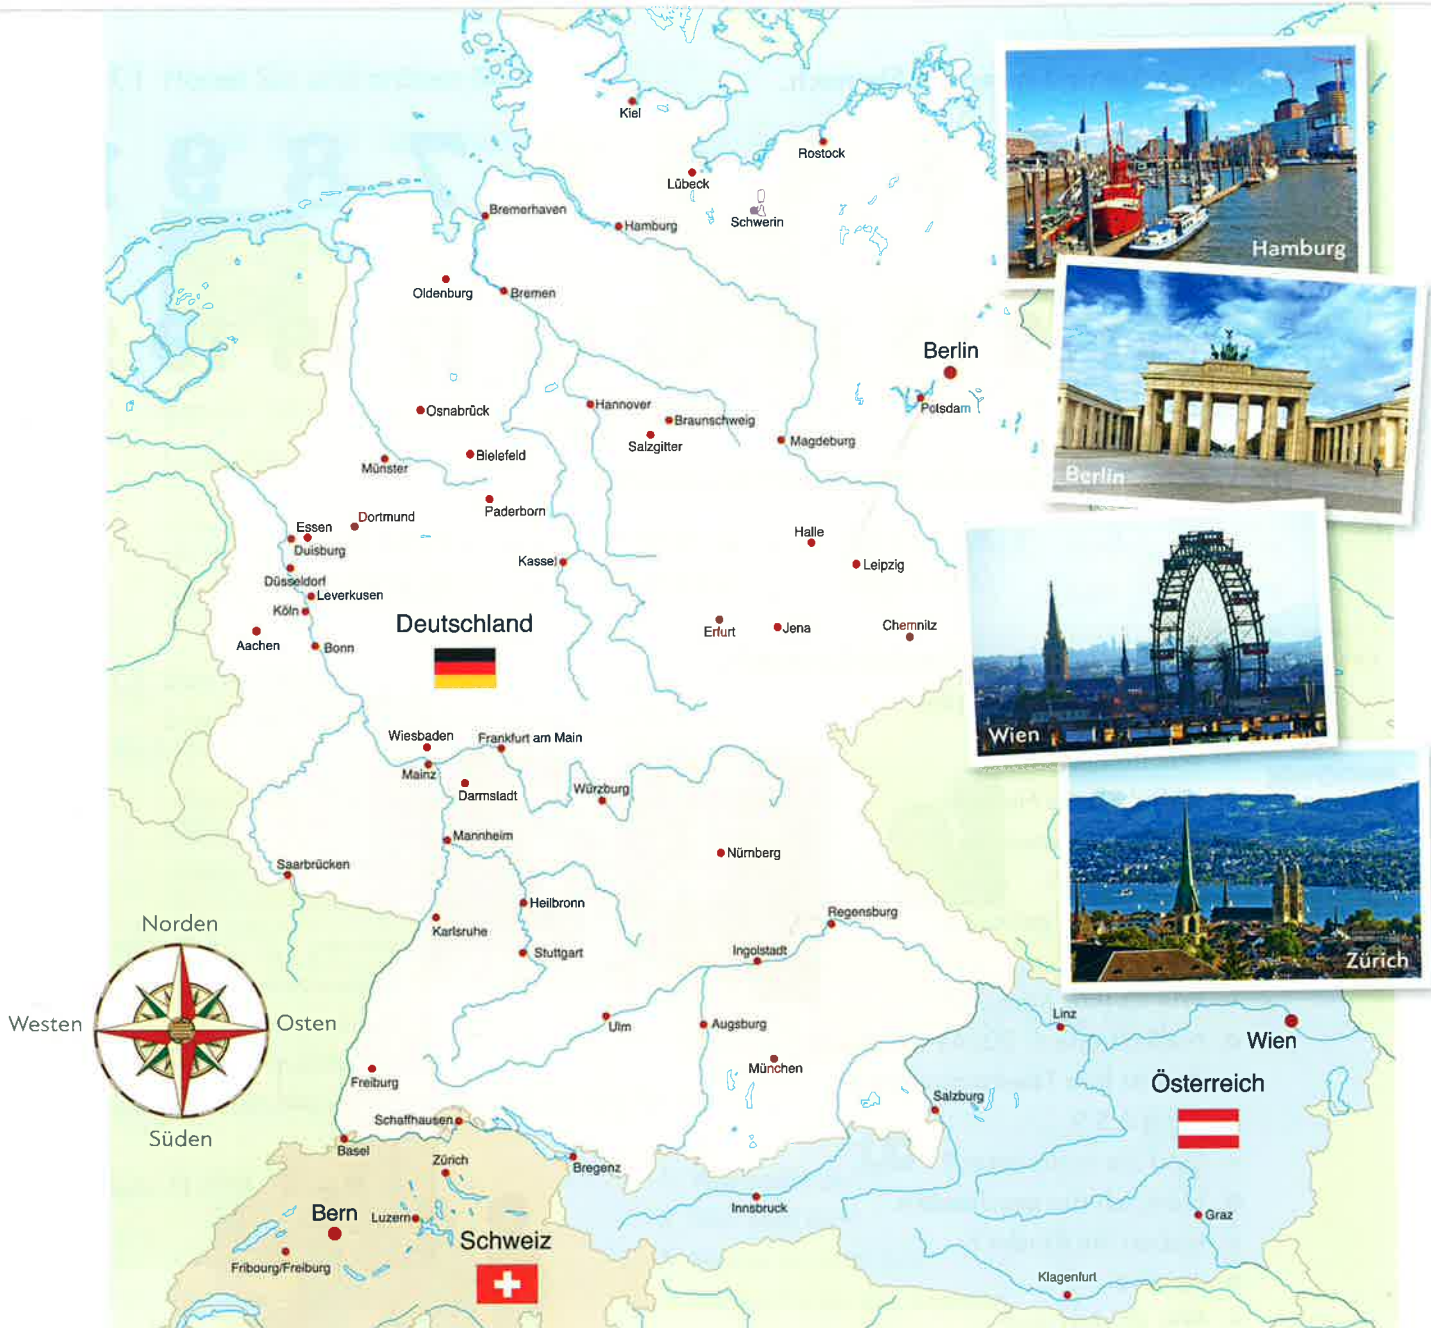 Kiel
Rostock
Lübeck
Schwerin
Bremerhaven
Hamburg
Hamburg
Oldenburg
Bremen
Berlin
Potsdam
Osnabrück
Hannover
Braunschweig
Salzgitter
Magdeburg
Bielefeld
Münster
Berlin
Paderborn
Dortmund
Essen
Duisburg
Halle
Kassel
Leipzig
Düsseldorf
Leverkusen
Köln
Deutschland
Erfurt
Jena
Chemnitz
Aachen
Bonn
Wien
Wiesbaden
Frankfurt am Main
Mainz
Darmstadt
Würzburg
Mannheim
Nürnberg
Saarbrücken
Heilbronn
Regensburg
Norden
Karlsruhe
Stuttgart
Ingolstadt
Zürich
Westen
Osten
Ulm
Augsburg
Linz
Wien
München
Freiburg
Österreich
Salzburg
Schaffhausen
Süden
Basel
Zürich
Bregenz
Bern
Luzern
Innsbruck
Graz
Schweiz
Fribourg/Freiburg
Klagenfurt